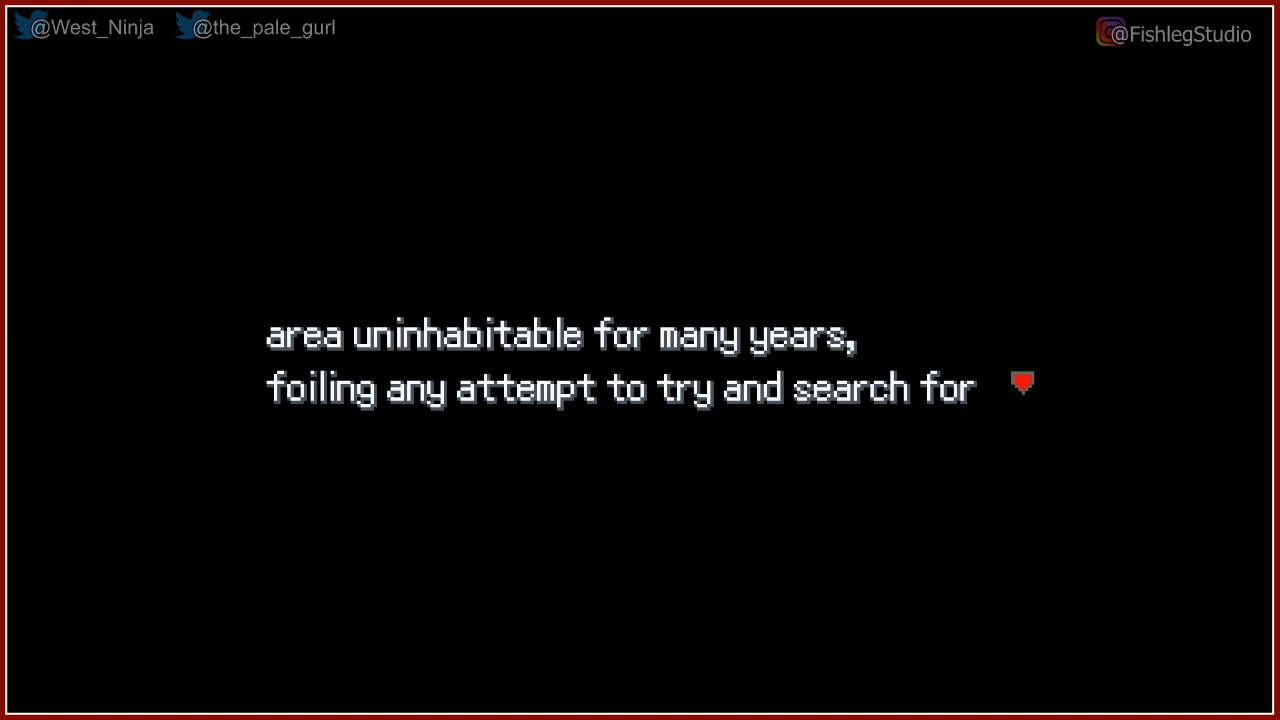 @West_Ninja @the_pale_gurl @FishlegStudio
area uninhabitable for many years,
foiling any attempt to try and search for